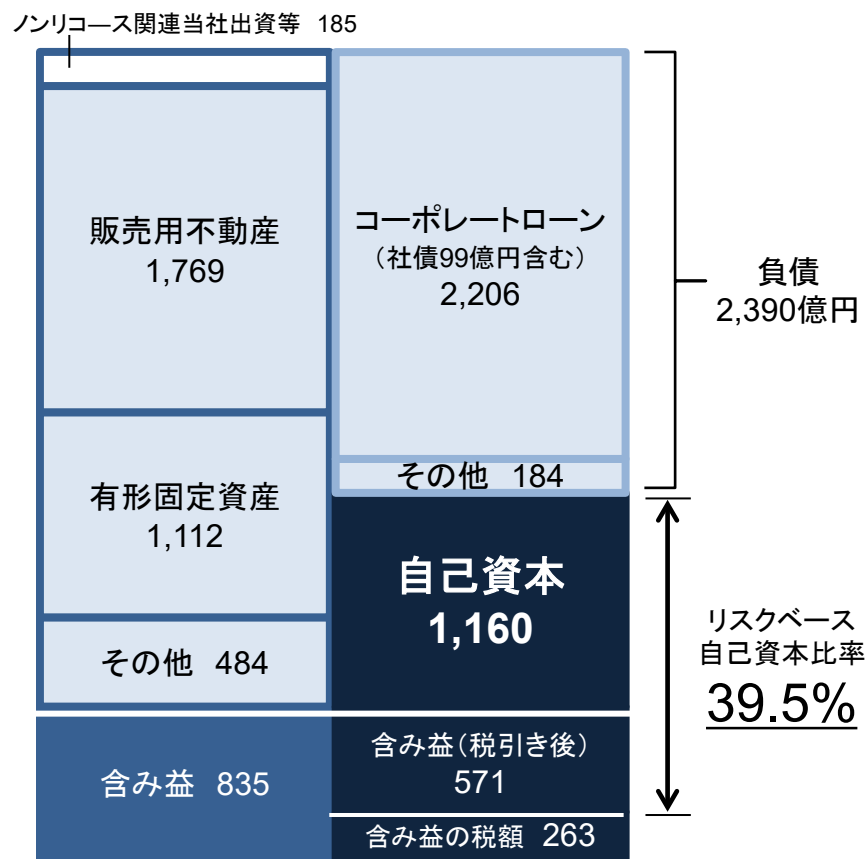 ノンリコース関連当社出資等 185
販売用不動産
1,769
有形固定資産
1,112
その他 484
含み益 835
コーポレートローン
(社債99億円含む)
2,206
その他 184
自己資本
1,160
含み益(税引き後)
571
含み益の税額 263
負債
2,390億円
リスクベース
自己資本比率
39.5%